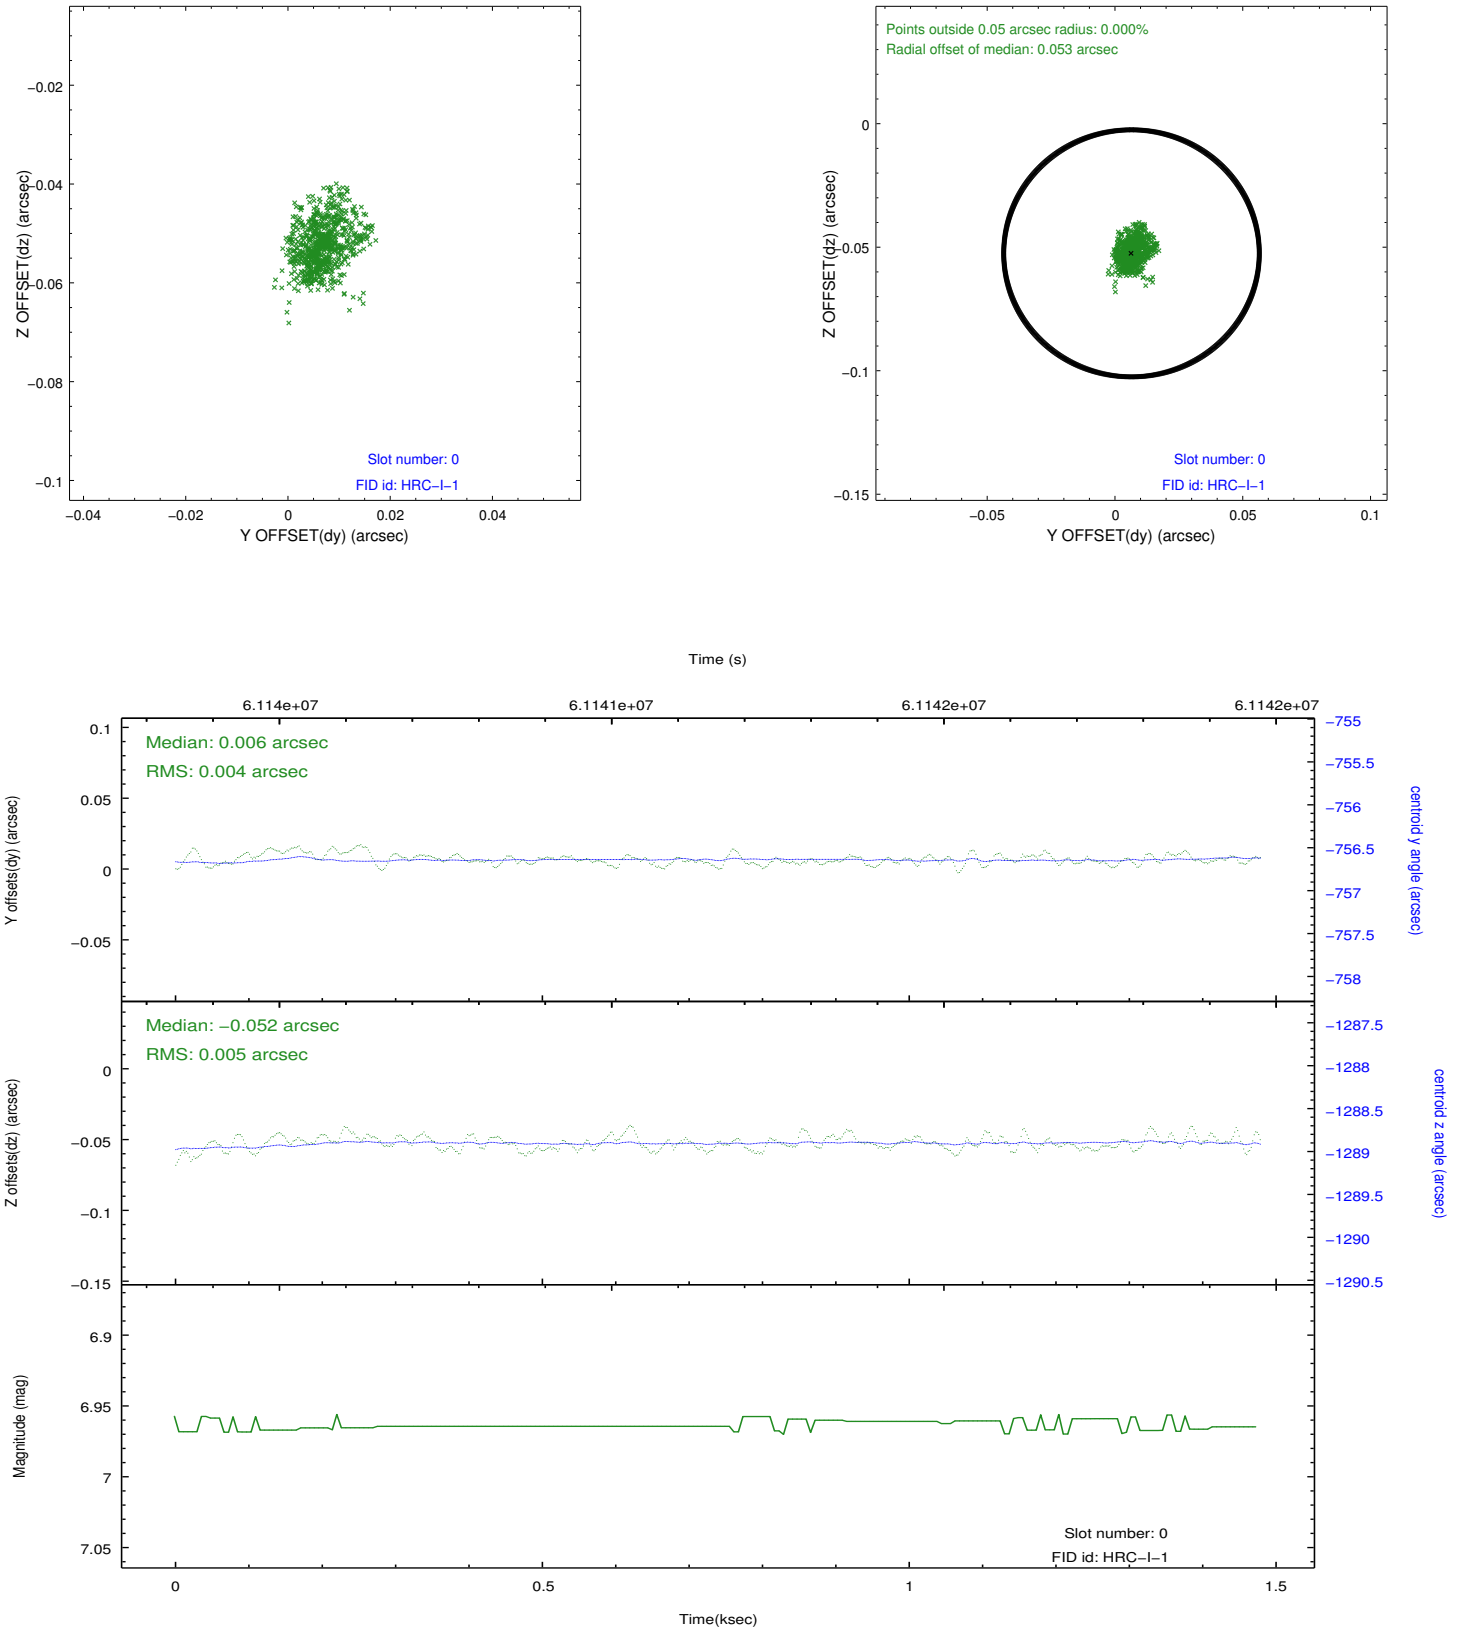 −0.02
−0.04
−0.06
−0.08
−0.1
Z OFFSET(dz) (arcsec)
Slot number: 0
FID id: HRC−I−1
−0.04
−0.02
0
0.02
0.04
Y OFFSET(dy) (arcsec)
Points outside 0.05 arcsec radius: 0.000%
Radial offset of median: 0.053 arcsec
0
−0.05
−0.1
−0.15
Z OFFSET(dz) (arcsec)
Slot number: 0
FID id: HRC−I−1
−0.05
0
0.05
0.1
Y OFFSET(dy) (arcsec)
Time (s)
6.114e+07
6.1141e+07
6.1142e+07
6.1142e+07
Median: 0.006 arcsec
RMS: 0.004 arcsec
0.1
0.05
0
−0.05
Y offsets(dy) (arcsec)
−755
−755.5
−756
−756.5
−757
−757.5
−758
centroid y angle (arcsec)
Median: −0.052 arcsec
RMS: 0.005 arcsec
0
−0.05
−0.1
−0.15
Z offsets(dz) (arcsec)
−1287.5
−1288
−1288.5
−1289
−1289.5
−1290
−1290.5
centroid z angle (arcsec)
6.9
6.95
7
7.05
Magnitude (mag)
Slot number: 0
FID id: HRC−I−1
0
0.5
1
1.5
Time(ksec)